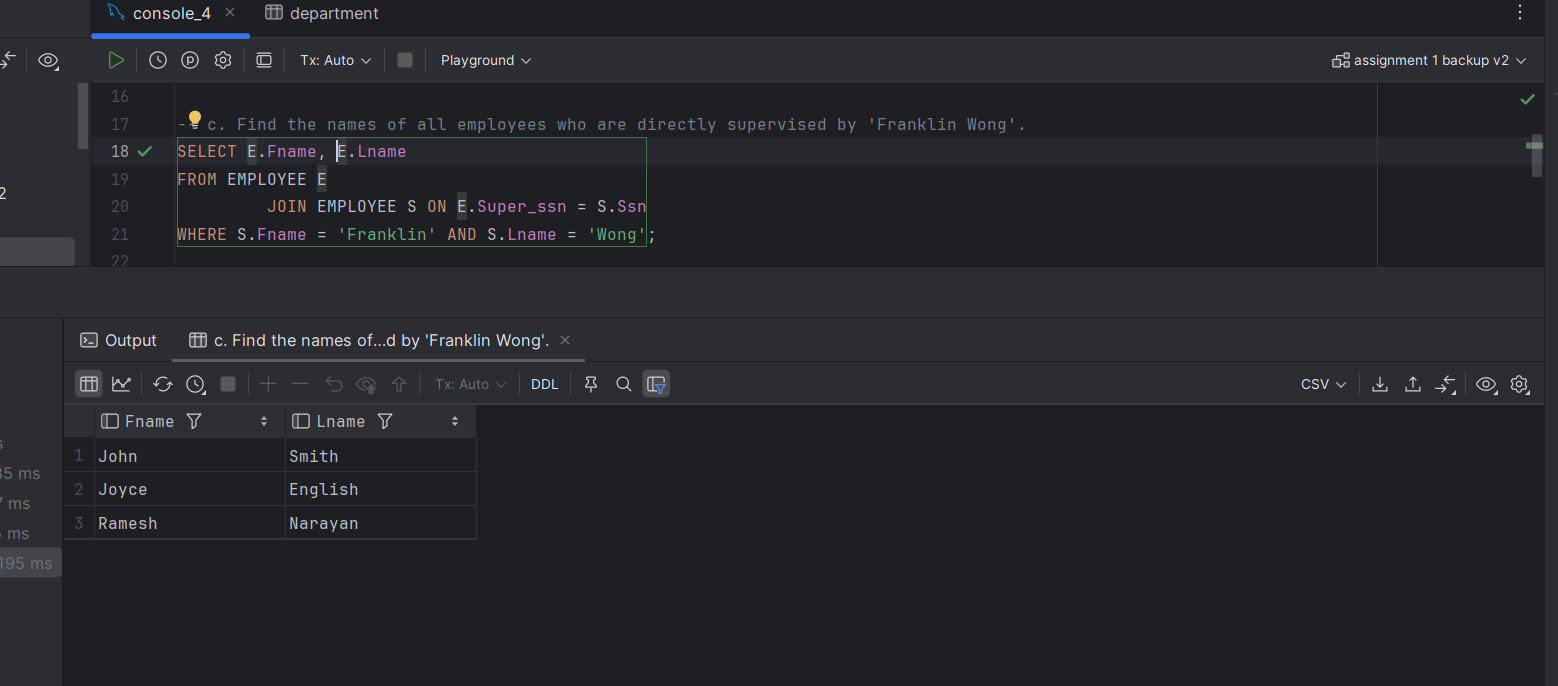 console_4
department
Tx: Auto
Playground
assignment 1 backup v2
16
17 -- c. Find the names of all employees who are directly supervised by 'Franklin Wong'.
18 SELECT E.Fname, E.Lname
19 FROM EMPLOYEE E
2
20 JOIN EMPLOYEE S ON E.Super_ssn = S.Ssn
21 WHERE S.Fname = 'Franklin' AND S.Lname = 'Wong';
22
Output
c. Find the names of...d by 'Franklin Wong'.
Tx: Auto
DDL
CSV
Fname
Lname
1 John Smith
2 Joyce English
3 Ramesh Narayan
s
35 ms
7 ms
ms
195 ms